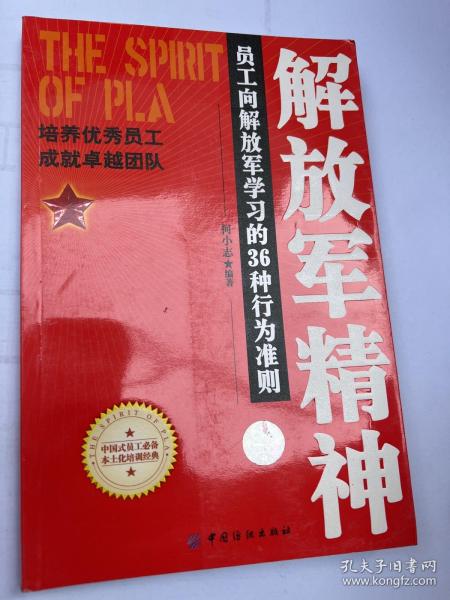 THE SPIRIT
OF PLA
培养优秀员工
成就卓越团队
员工向解放军学习的36种行为准则
何小志★编著
解放军精神
THE SPIRIT OF PLA
中国式员工必备
本土化培训经典
中国纺织出版社
孔夫子旧书网
www.kongfz.com